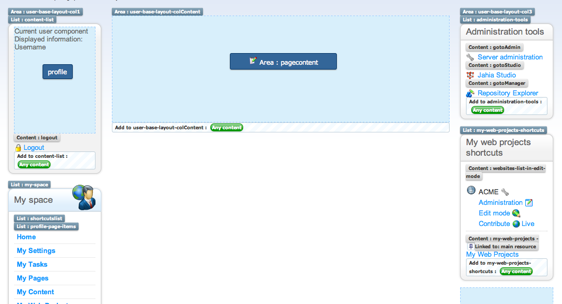 Area : user-base-layout-col1
List : content-list
Current user component
Displayed information:
Username
profile
Content : logout
Logout
Add to content-list :
Any content
List : my-space
My space
List : shortcutslist
List : profile-page-items
Home
My Settings
My Tasks
My Pages
My Content
Area : user-base-layout-colContent
Area : pagecontent
Add to user-base-layout-colContent :
Any content
Area : user-base-layout-col3
List : administration-tools
Administration tools
Content : gotoAdmin
Server administration
Content : gotoStudio
Jahia Studio
Content : gotoManager
Repository Explorer
Add to administration-tools :
Any content
List : my-web-projects-shortcuts
My web projects
shortcuts
Content : websites-list-in-edit-
mode
ACME
Administration
Edit mode
Contribute Live
Content : my-web-projects -
Linked to: main resource
My Web Projects
Add to my-web-projects-
shortcuts : Any content